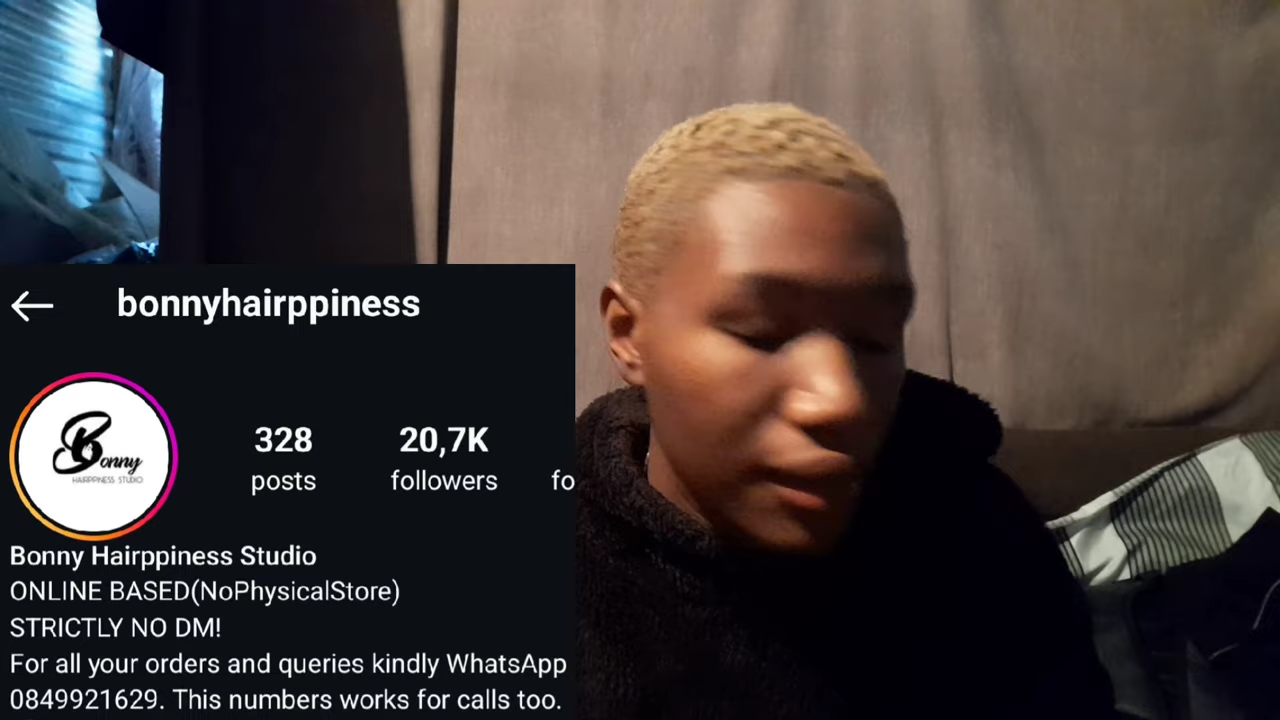 bonnyhairppiness
Bonny
HAIRPPINESS STUDIO
328 20,7K
posts followers fo
Bonny Hairppiness Studio
ONLINE BASED(NoPhysicalStore)
STRICTLY NO DM!
For all your orders and queries kindly WhatsApp
0849921629. This numbers works for calls too.